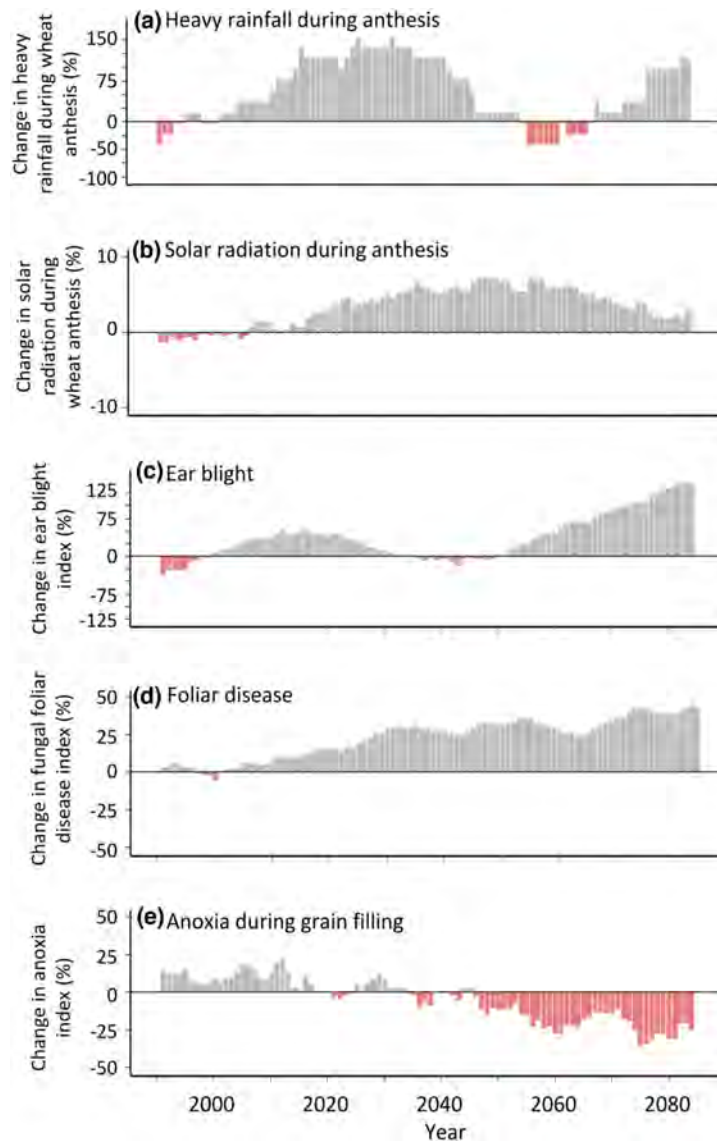 (a) Heavy rainfall during anthesis
Change in heavy
rainfall during wheat
anthesis (%)
150
75
0
-50
-100
(b) Solar radiation during anthesis
Change in solar
radiation during
wheat anthesis (%)
10
0
-10
(c) Ear blight
Change in ear blight
index (%)
125
75
0
-75
-125
(d) Foliar disease
Change in fungal foliar
disease index (%)
50
25
0
-25
-50
(e) Anoxia during grain filling
Change in anoxia
index (%)
50
25
0
-25
-50
2000 2020 2040 2060 2080
Year